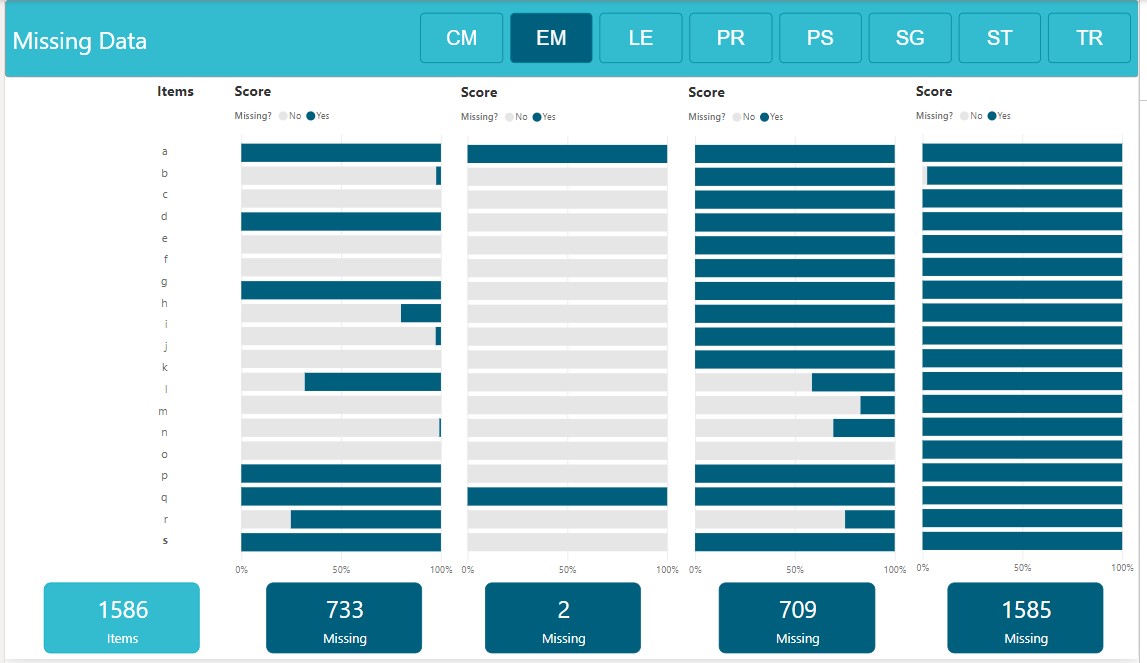 Missing Data
CM EM LE PR PS SG ST TR
Items Score Score Score Score
Missing? No Yes Missing? No Yes Missing? No Yes Missing? No Yes
a
b
c
d
e
f
g
h
i
j
k
l
m
n
o
p
q
r
s
0% 50% 100% 0% 50% 100% 0% 50% 100% 0% 50% 100%
1586 733 2 709 1585
Items Missing Missing Missing Missing